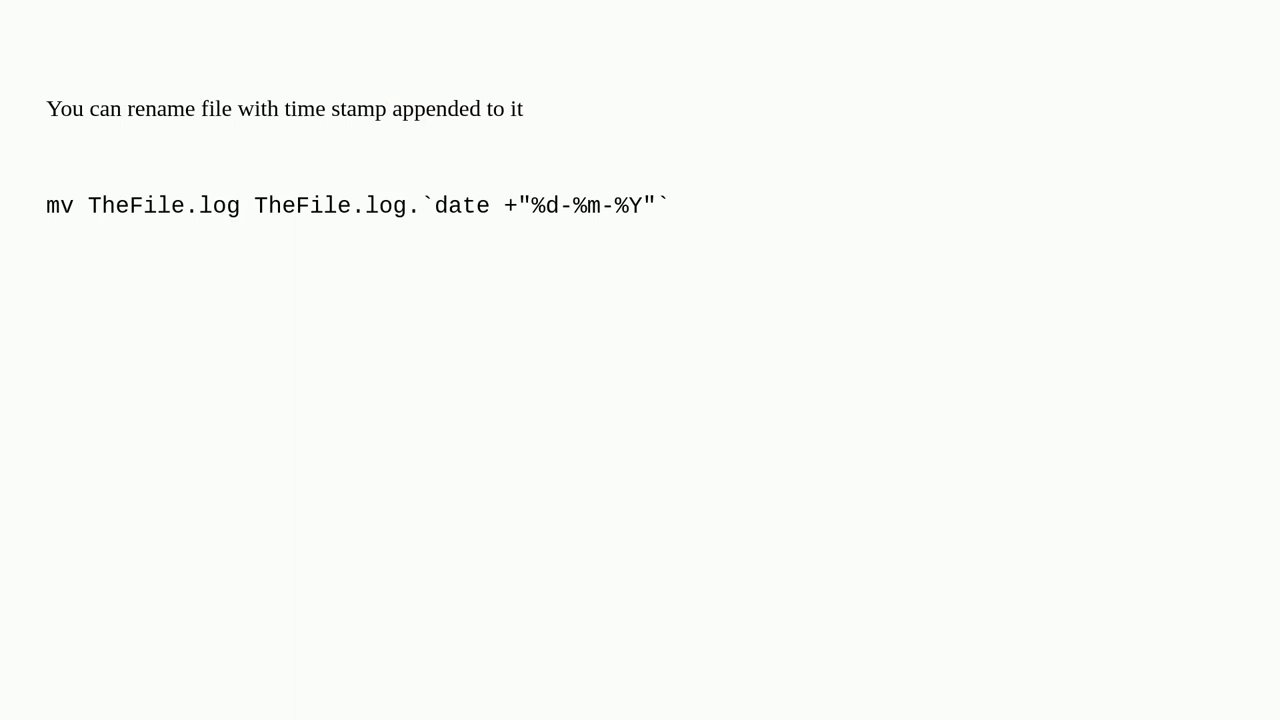 You can rename file with time stamp appended to it
mv TheFile.log TheFile.log.`date +"%d-%m-%Y"`